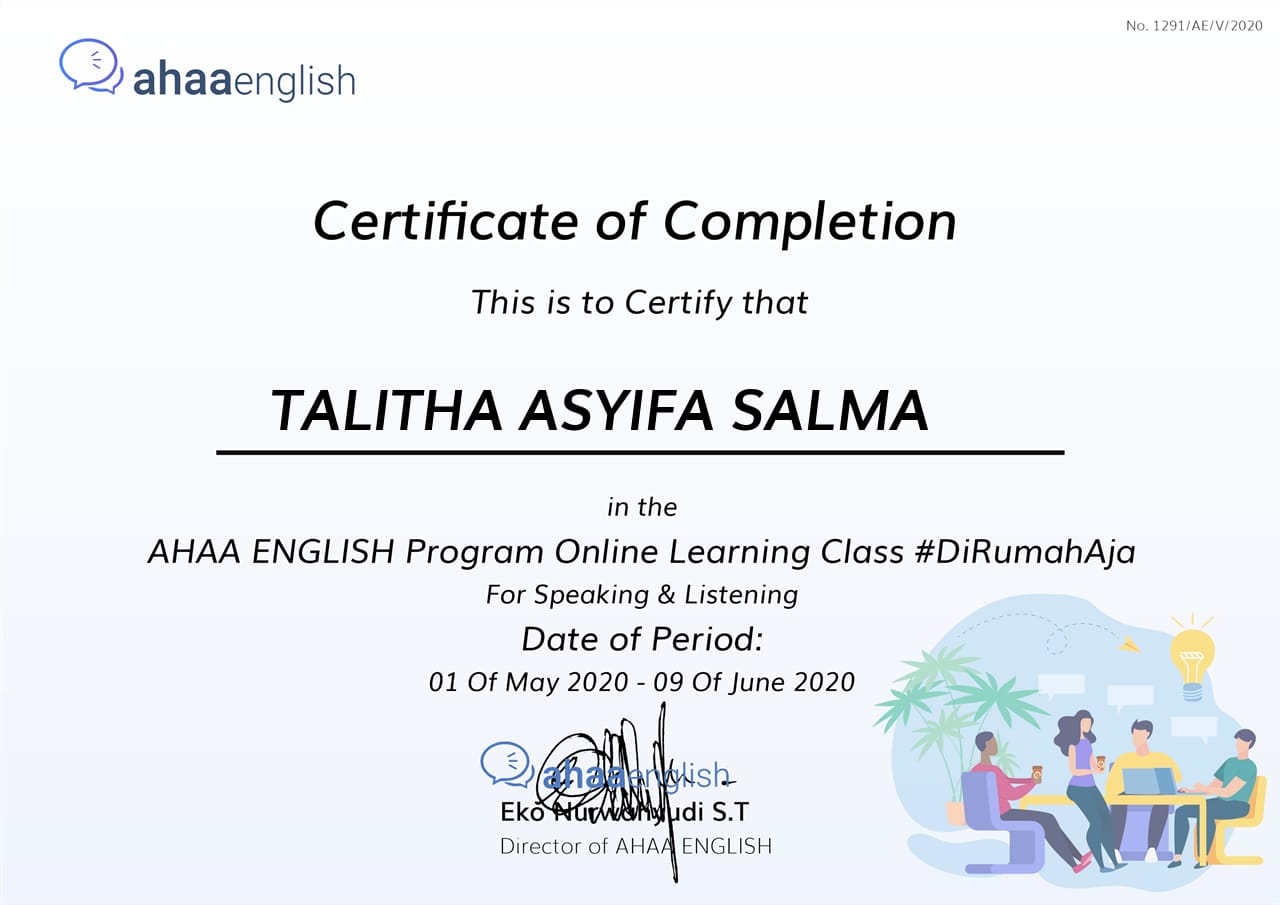 No. 1291/AE/V/2020
ahaaenglish
Certificate of Completion
This is to Certify that
TALITHA ASYIFA SALMA
in the
AHAA ENGLISH Program Online Learning Class #DiRumahAja
For Speaking & Listening
Date of Period:
01 Of May 2020 - 09 Of June 2020
ahaaenglish
Eko Nurwahyudi S.T
Director of AHAA ENGLISH